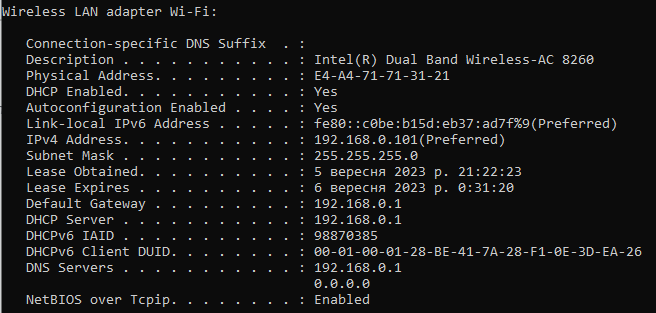 Wireless LAN adapter Wi-Fi:
Connection-specific DNS Suffix  . :
Description . . . . . . . . . . . : Intel(R) Dual Band Wireless-AC 8260
Physical Address. . . . . . . . . : E4-A4-71-71-31-21
DHCP Enabled. . . . . . . . . . . : Yes
Autoconfiguration Enabled . . . . : Yes
Link-local IPv6 Address . . . . . : fe80::c0be:b15d:eb37:ad7f%9(Preferred)
IPv4 Address. . . . . . . . . . . : 192.168.0.101(Preferred)
Subnet Mask . . . . . . . . . . . : 255.255.255.0
Lease Obtained. . . . . . . . . . : 5 вересня 2023 р. 21:22:23
Lease Expires . . . . . . . . . . : 6 вересня 2023 р. 0:31:20
Default Gateway . . . . . . . . . : 192.168.0.1
DHCP Server . . . . . . . . . . . : 192.168.0.1
DHCPv6 IAID . . . . . . . . . . . : 98870385
DHCPv6 Client DUID. . . . . . . . : 00-01-00-01-28-BE-41-7A-28-F1-0E-3D-EA-26
DNS Servers . . . . . . . . . . . : 192.168.0.1
0.0.0.0
NetBIOS over Tcpip. . . . . . . . : Enabled